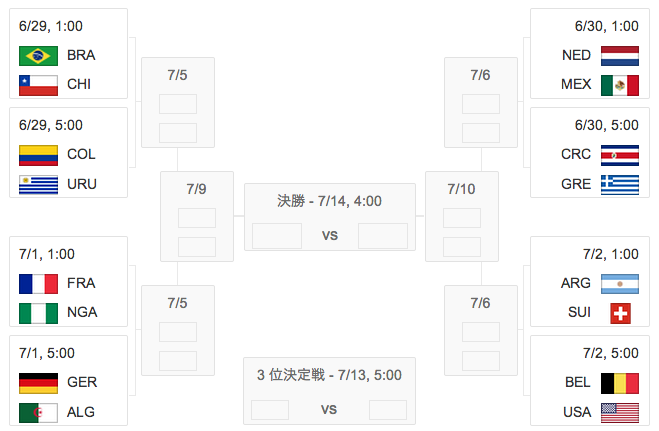 6/29, 1:00
BRA
CHI
6/29, 5:00
COL
URU
7/1, 1:00
FRA
NGA
7/1, 5:00
GER
ALG
7/5
7/5
7/9
決勝 - 7/14, 4:00
VS
3 位決定戦 - 7/13, 5:00
VS
7/10
7/6
7/6
6/30, 1:00
NED
MEX
6/30, 5:00
CRC
GRE
7/2, 1:00
ARG
SUI
7/2, 5:00
BEL
USA